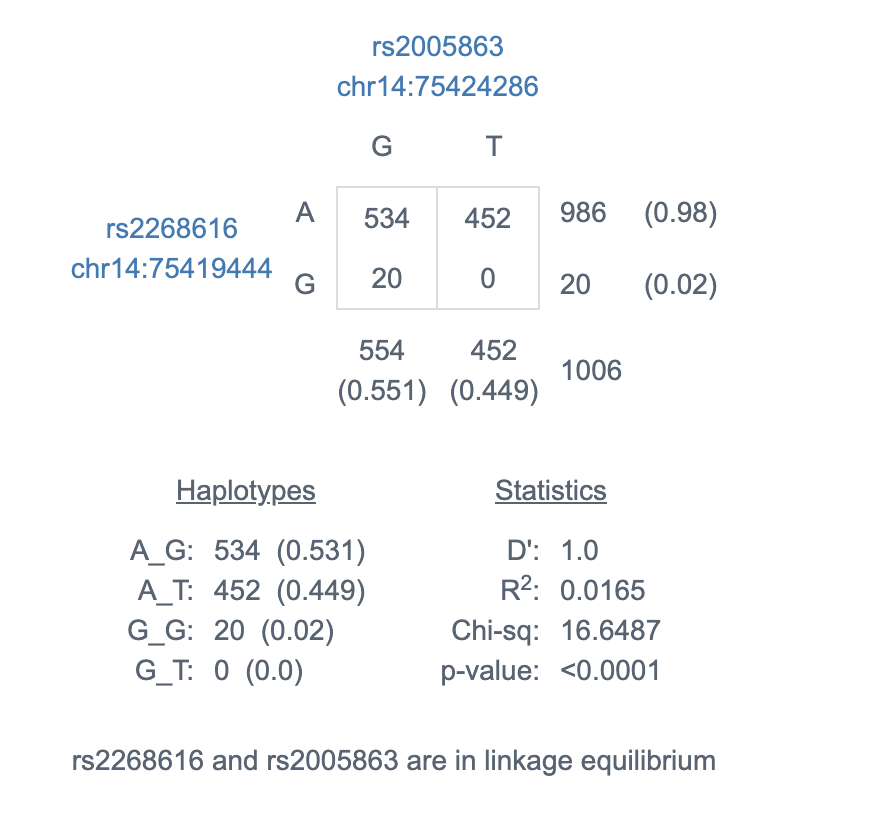 rs2005863
chr14:75424286
G T
A 534 452 986 (0.98)
rs2268616
chr14:75419444
G 20 0 20 (0.02)
554 452
1006
(0.551) (0.449)
Haplotypes Statistics
A_G: 534 (0.531) D': 1.0
A_T: 452 (0.449) R²: 0.0165
G_G: 20 (0.02) Chi-sq: 16.6487
G_T: 0 (0.0) p-value: <0.0001
rs2268616 and rs2005863 are in linkage equilibrium